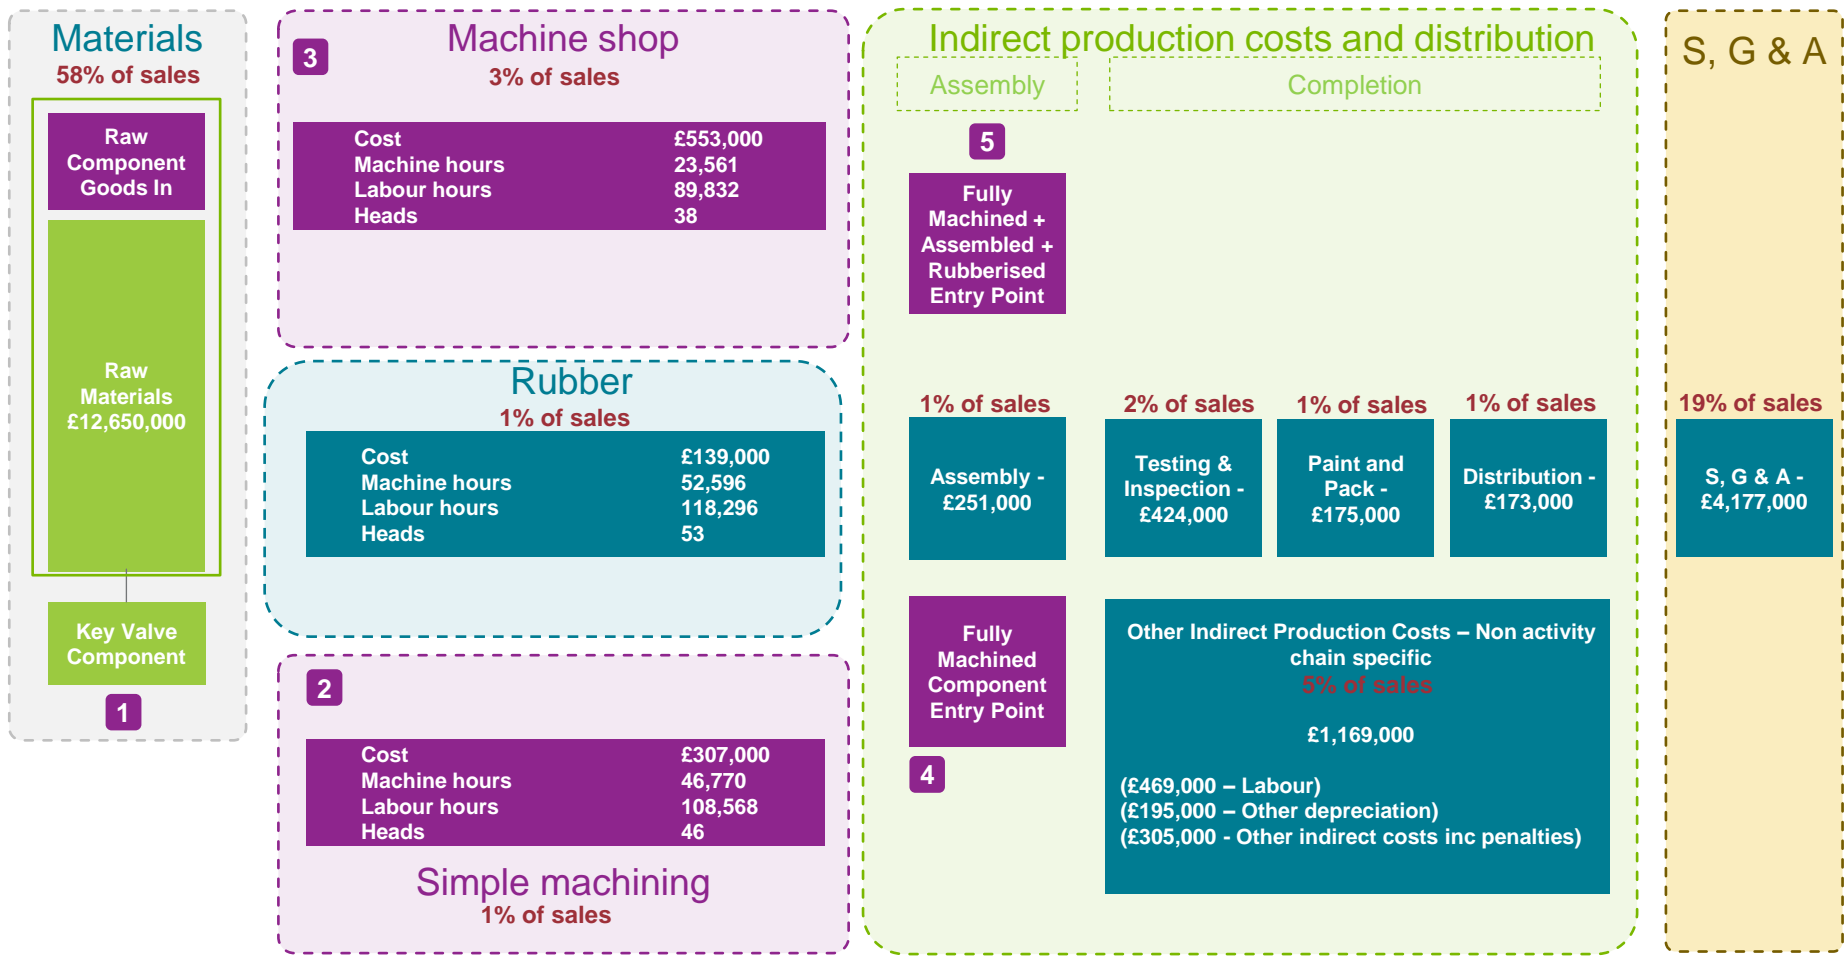 Materials
58% of sales
Raw
Component
Goods In
Raw
Materials
£12,650,000
Key Valve
Component
1
3
Machine shop
3% of sales
Cost £553,000
Machine hours 23,561
Labour hours 89,832
Heads 38
Rubber
1% of sales
Cost £139,000
Machine hours 52,596
Labour hours 118,296
Heads 53
2
Cost £307,000
Machine hours 46,770
Labour hours 108,568
Heads 46
Simple machining
1% of sales
Indirect production costs and distribution
Assembly
Completion
5
Fully
Machined +
Assembled +
Rubberised
Entry Point
1% of sales
Assembly -
£251,000
2% of sales
Testing &
Inspection -
£424,000
1% of sales
Paint and
Pack -
£175,000
1% of sales
Distribution -
£173,000
Fully
Machined
Component
Entry Point
4
Other Indirect Production Costs – Non activity
chain specific
5% of sales
£1,169,000
(£469,000 – Labour)
(£195,000 – Other depreciation)
(£305,000 - Other indirect costs inc penalties)
S, G & A
19% of sales
S, G & A -
£4,177,000